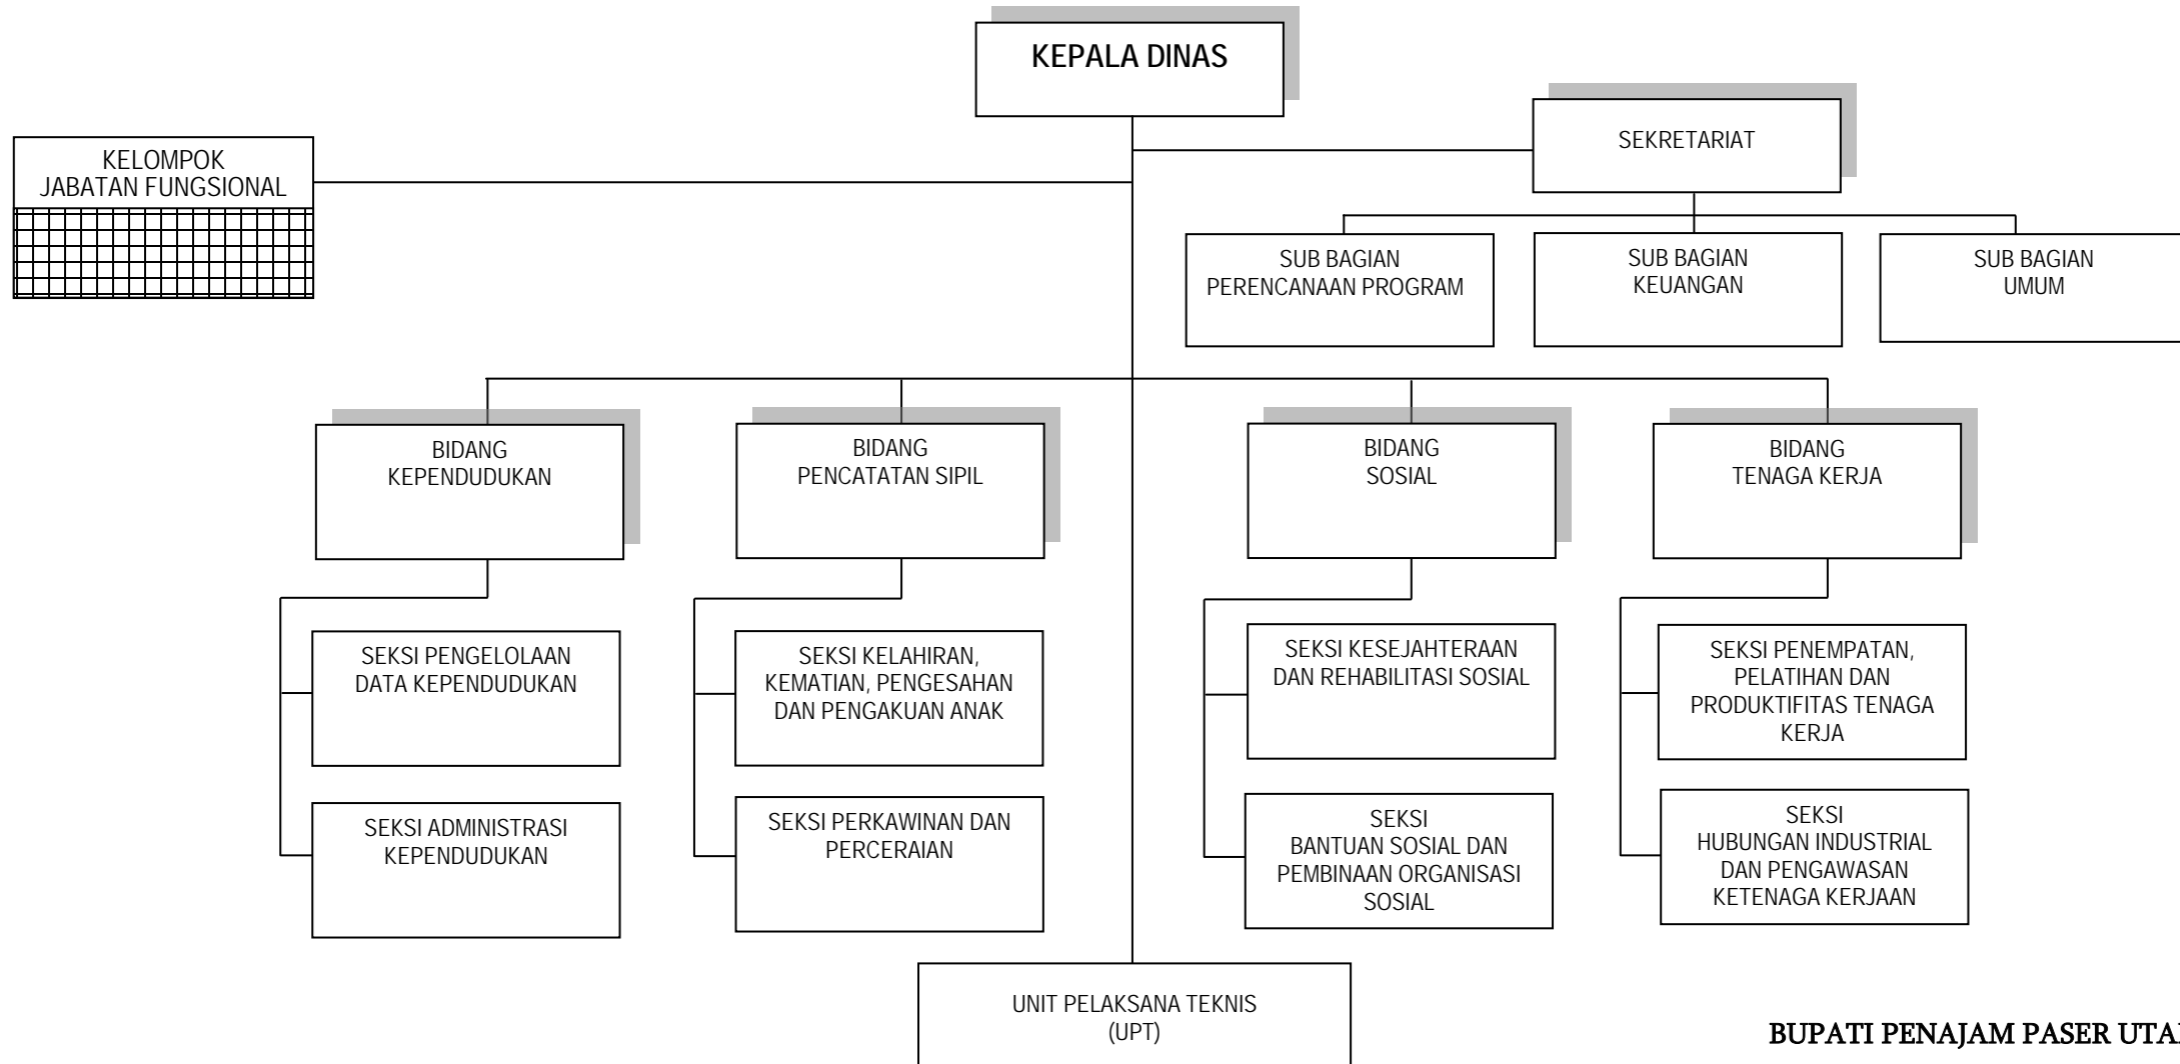 KEPALA DINAS
SEKRETARIAT
KELOMPOK
JABATAN FUNGSIONAL
SUB BAGIAN
PERENCANAAN PROGRAM
SUB BAGIAN
KEUANGAN
SUB BAGIAN
UMUM
BIDANG
KEPENDUDUKAN
BIDANG
PENCATATAN SIPIL
BIDANG
SOSIAL
BIDANG
TENAGA KERJA
SEKSI PENGELOLAAN
DATA KEPENDUDUKAN
SEKSI KELAHIRAN,
KEMATIAN, PENGESAHAN
DAN PENGAKUAN ANAK
SEKSI KESEJAHTERAAN
DAN REHABILITASI SOSIAL
SEKSI PENEMPATAN,
PELATIHAN DAN
PRODUKTIFITAS TENAGA
KERJA
SEKSI ADMINISTRASI
KEPENDUDUKAN
SEKSI PERKAWINAN DAN
PERCERAIAN
SEKSI
BANTUAN SOSIAL DAN
PEMBINAAN ORGANISASI
SOSIAL
SEKSI
HUBUNGAN INDUSTRIAL
DAN PENGAWASAN
KETENAGA KERJAAN
UNIT PELAKSANA TEKNIS
(UPT)
BUPATI PENAJAM PASER